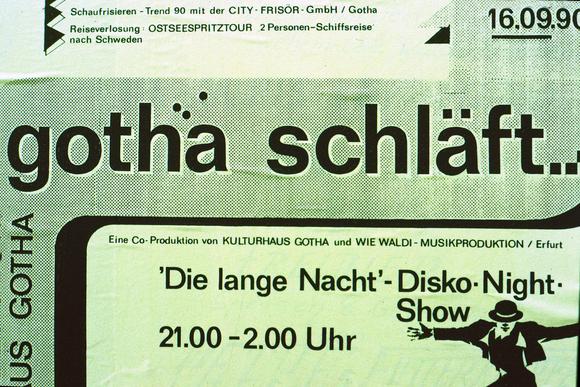 Schaufrisieren - Trend 90 mit der CITY - FRISÖR - GmbH / Gotha
16.09.90
Reiseverlosung · OSTSEESPRITZTOUR 2 Personen-Schiffsreise
nach Schweden
gotha schläft..
Eine Co-Produktion von KULTURHAUS GOTHA und WIE WALDI - MUSIKPRODUKTION / Erfurt
'Die lange Nacht'- Disko·Night·
Show
21.00 - 2.00 Uhr
US GOTHA